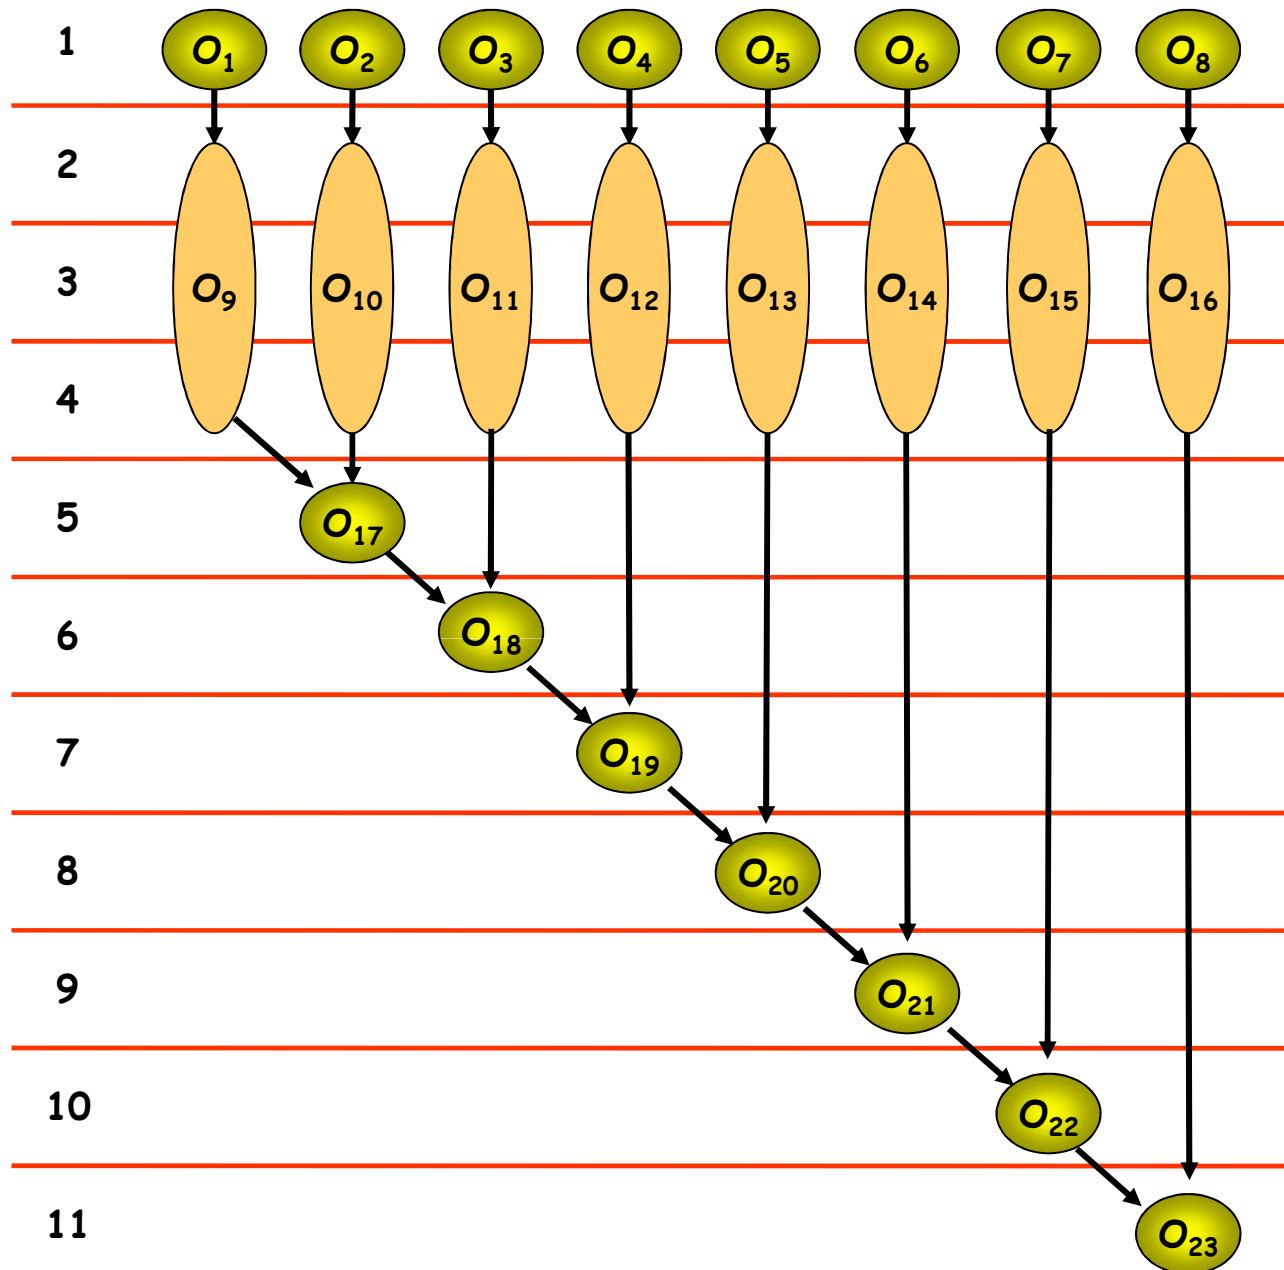 1 O₁ O₂ O₃ O₄ O₅ O₆ O₇ O₈
2
3 O₉ O₁₀ O₁₁ O₁₂ O₁₃ O₁₄ O₁₅ O₁₆
4
5 O₁₇
6 O₁₈
7 O₁₉
8 O₂₀
9 O₂₁
10 O₂₂
11 O₂₃